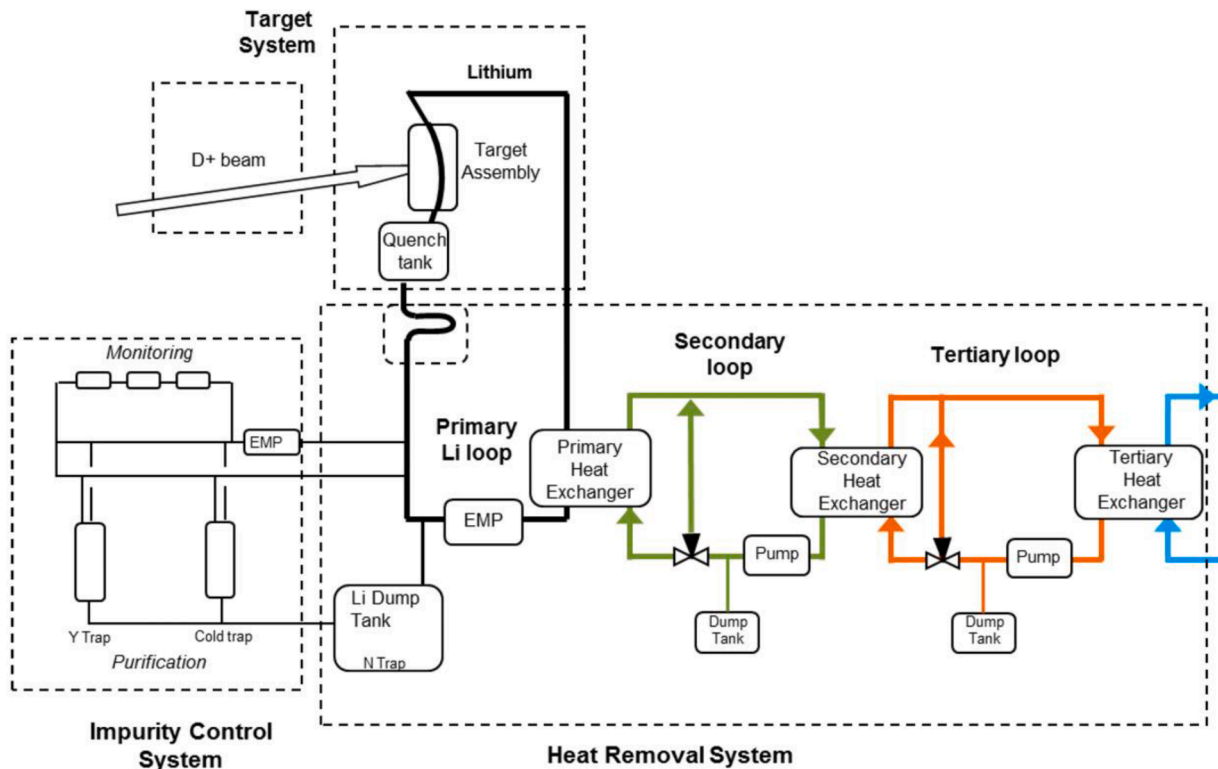 Target
System
Lithium
D+ beam
Target
Assembly
Quench
tank
Monitoring
EMP
Primary
Li loop
Secondary
loop
Tertiary loop
Primary
Heat
Exchanger
Secondary
Heat
Exchanger
Tertiary
Heat
Exchanger
EMP
Pump
Pump
Li Dump
Tank
N Trap
Dump
Tank
Dump
Tank
Y Trap
Cold trap
Purification
Impurity Control
System
Heat Removal System